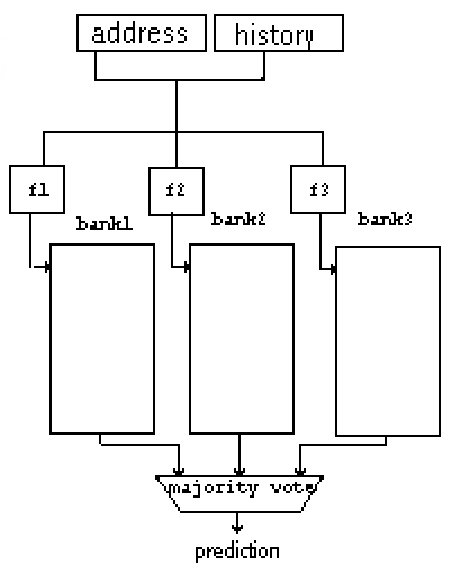 address history
f1 f2 f3
bank1 bank2 bank3
majority vote
prediction